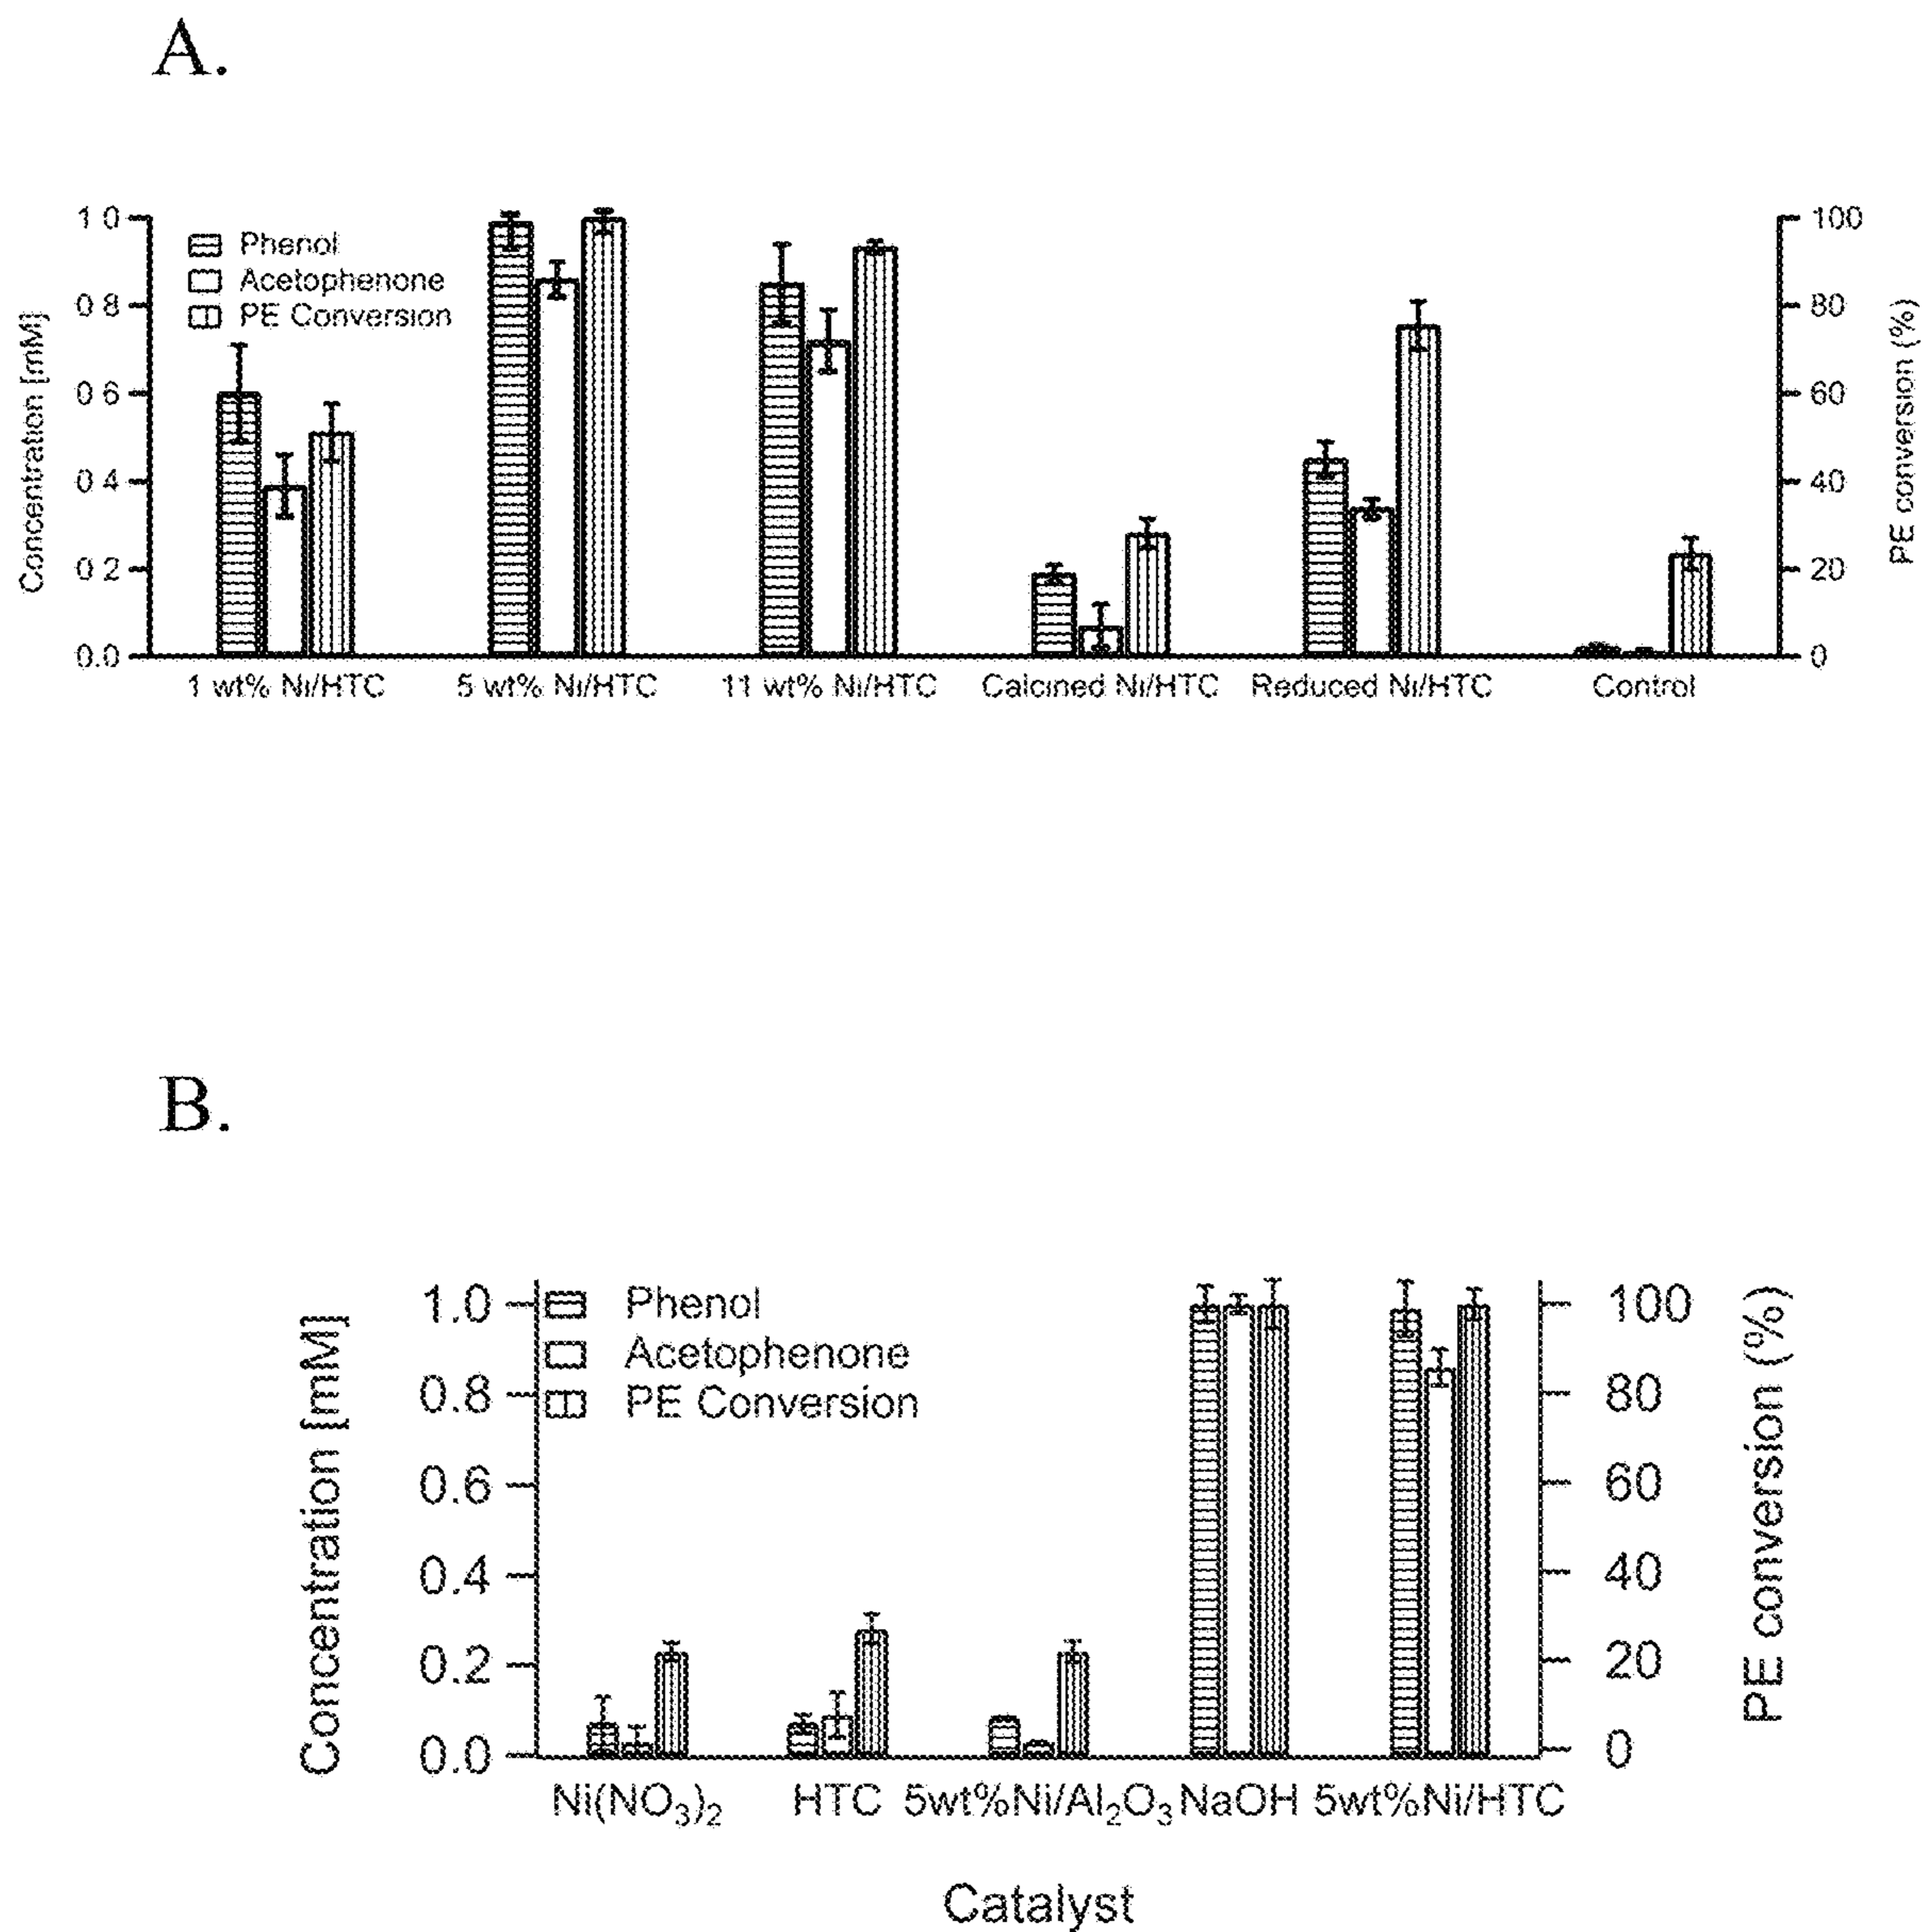 A.
Concentration [mM]
1.0
0.8
0.6
0.4
0.2
0.0
Phenol
Acetophenone
PE Conversion
100
80
60
40
20
0
PE conversion (%)
1 wt% Ni/HTC 5 wt% Ni/HTC 11 wt% Ni/HTC Calcined Ni/HTC Reduced Ni/HTC Control
B.
Concentration [mM]
1.0
0.8
0.6
0.4
0.2
0.0
Phenol
Acetophenone
PE Conversion
100
80
60
40
20
0
PE conversion (%)
Ni(NO₃)₂ HTC 5wt%Ni/Al₂O₃ NaOH 5wt%Ni/HTC
Catalyst